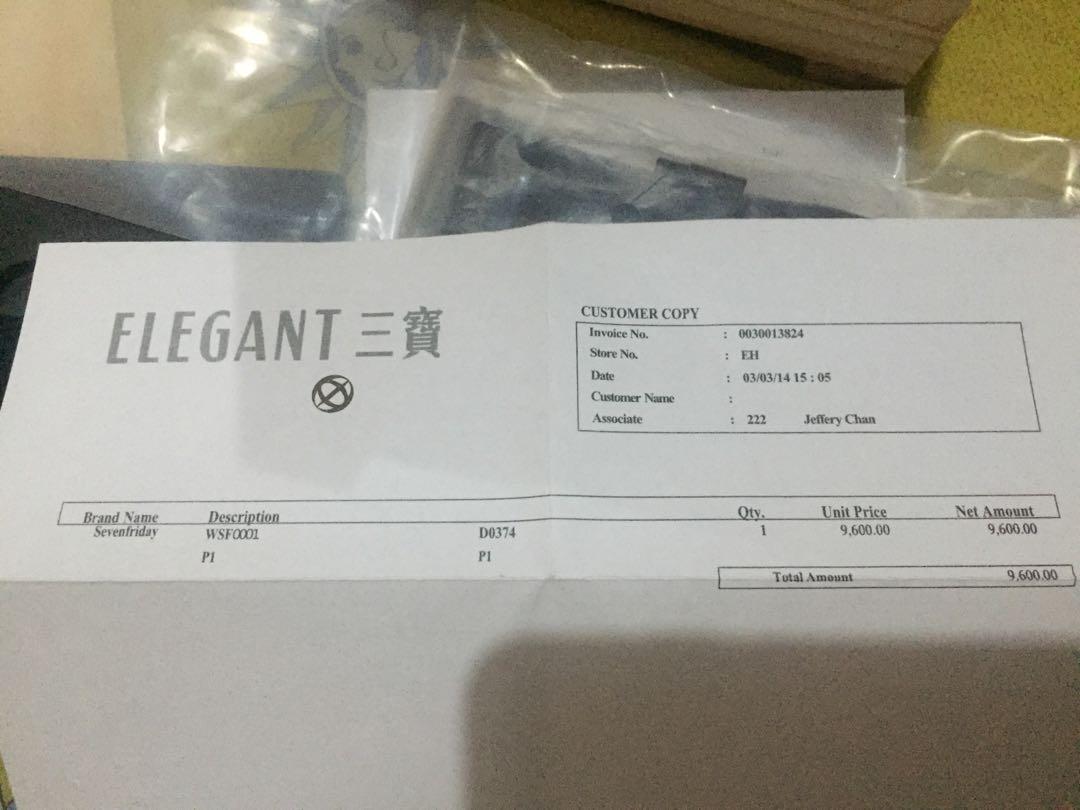 ELEGANT 三寶
CUSTOMER COPY
Invoice No. : 0030013824
Store No. : EH
Date : 03/03/14 15 : 05
Customer Name :
Associate : 222 Jeffery Chan
Brand Name Description Qty. Unit Price Net Amount
Sevenfriday WSF0001 D0374 1 9,600.00 9,600.00
P1 P1
Total Amount 9,600.00